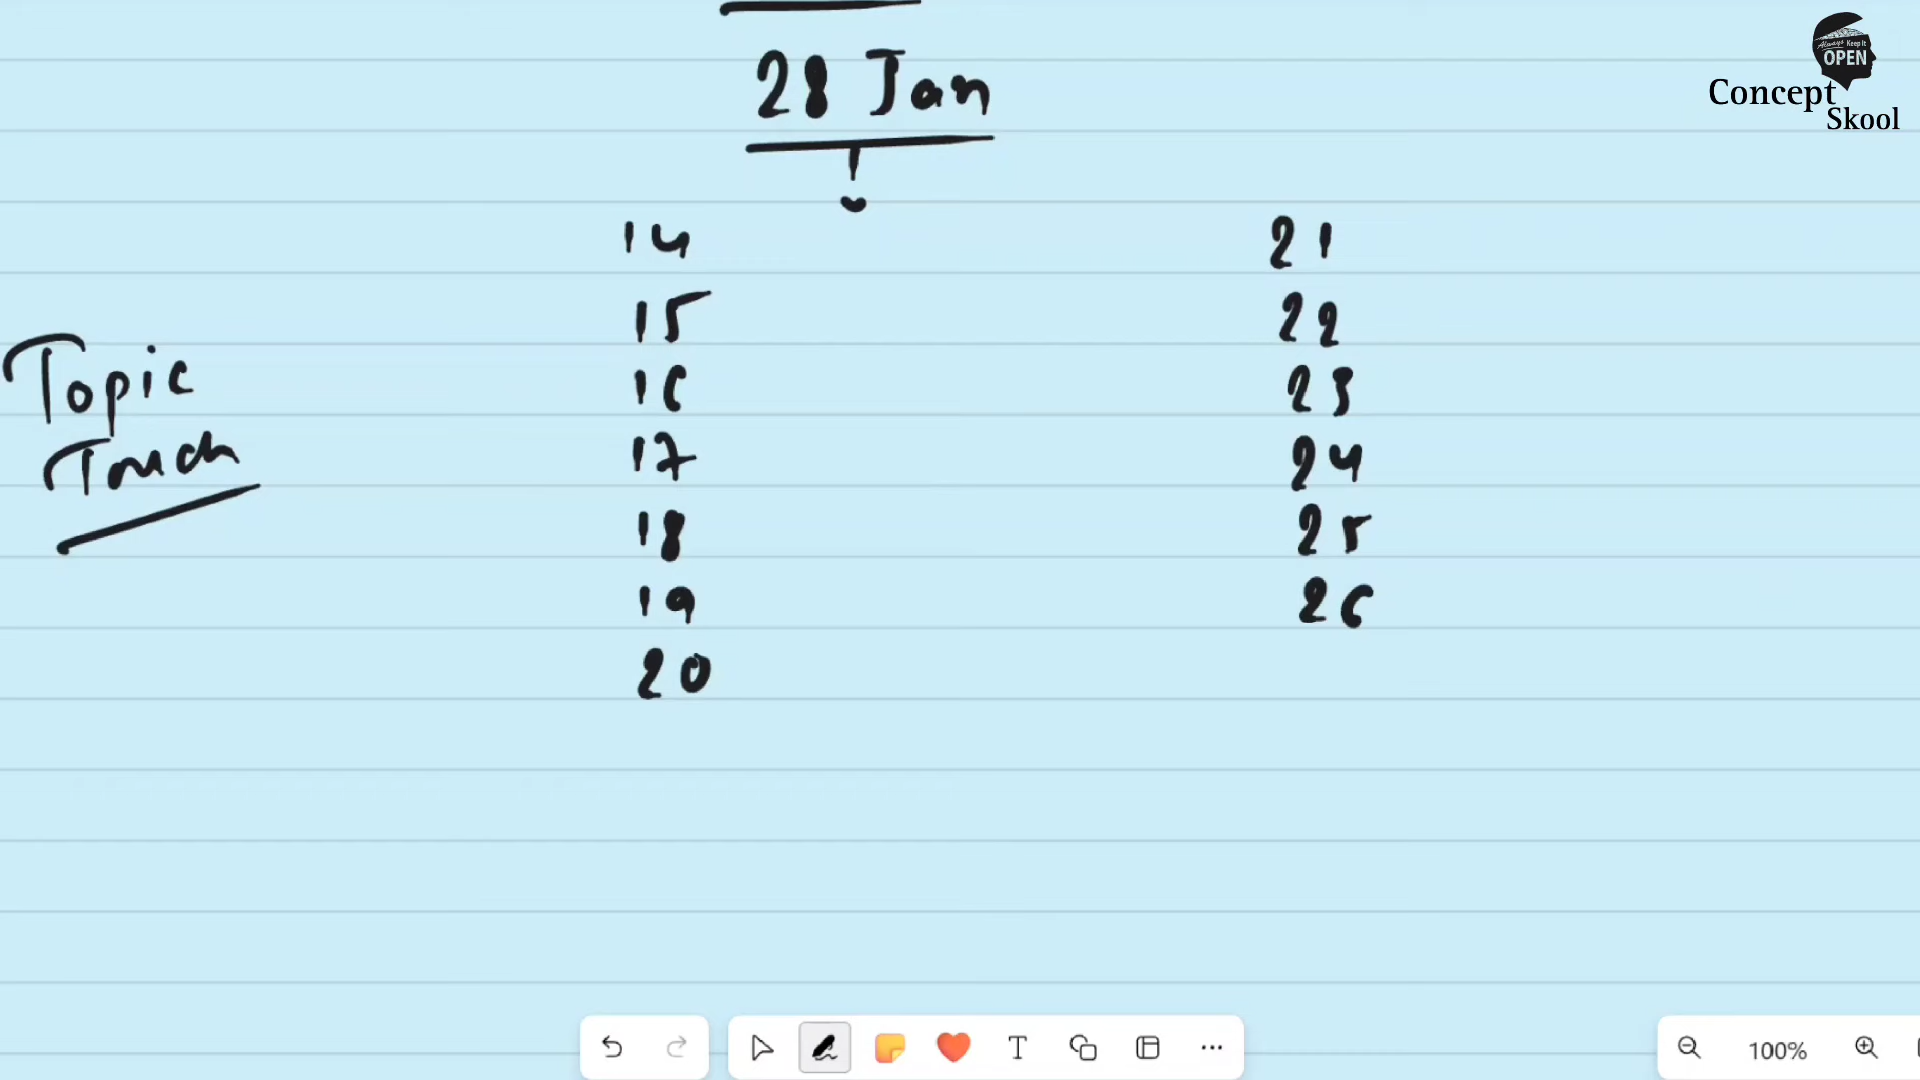 28 Jan
Always Keep It
OPEN
Concept
Skool
14
15
16
17
18
19
20
21
22
23
24
25
26
Topic
Touch
T
100%